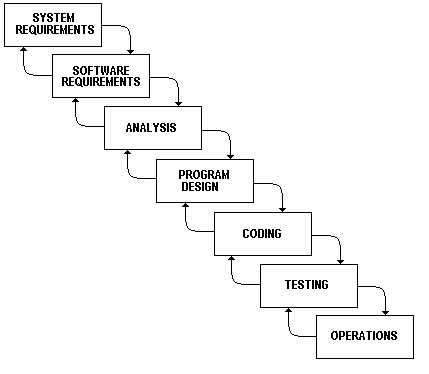 SYSTEM
REQUIREMENTS
SOFTWARE
REQUIREMENTS
ANALYSIS
PROGRAM
DESIGN
CODING
TESTING
OPERATIONS